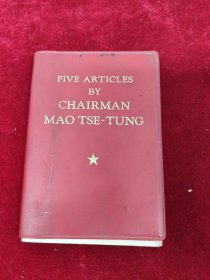 FIVE ARTICLES
BY
CHAIRMAN
MAO TSE-TUNG